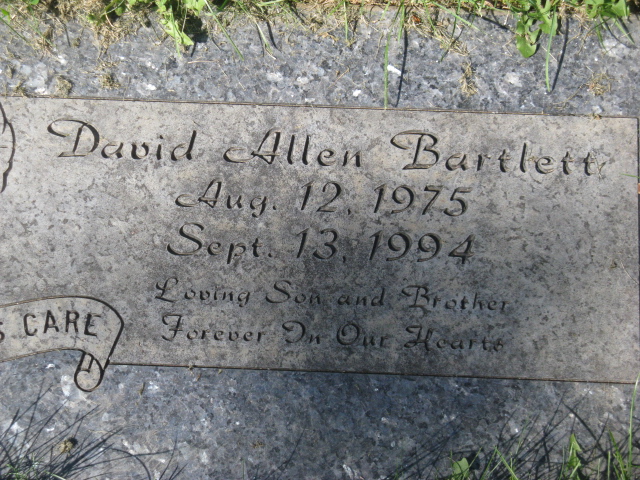 David Allen Bartlett
Aug. 12, 1975
Sept. 13, 1994
Loving Son and Brother
Forever In Our Hearts
S CARE